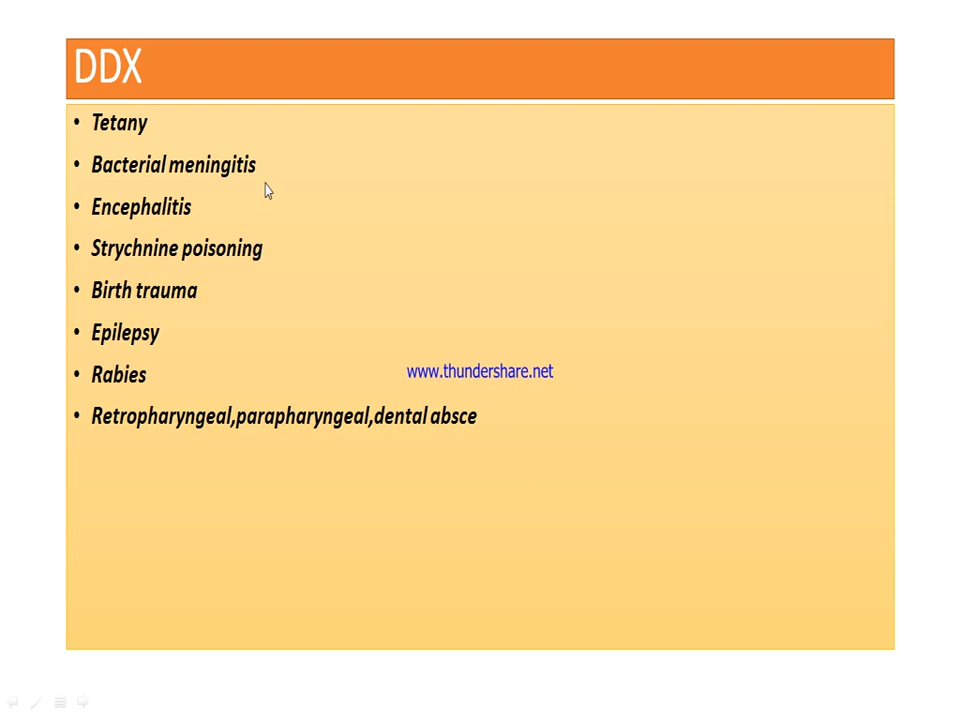 DDX
• Tetany
• Bacterial meningitis
• Encephalitis
• Strychnine poisoning
• Birth trauma
• Epilepsy
• Rabies
www.thundershare.net
• Retropharyngeal,parapharyngeal,dental absce